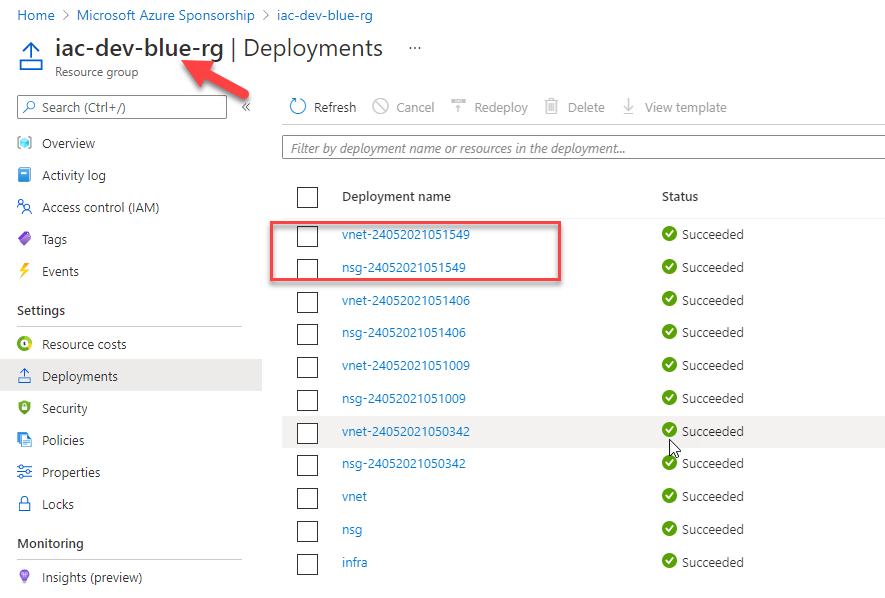 Home > Microsoft Azure Sponsorship > iac-dev-blue-rg
iac-dev-blue-rg | Deployments ...
Resource group
Search (Ctrl+/)
«
Refresh Cancel Redeploy Delete View template
Overview
Activity log
Access control (IAM)
Tags
Events
Settings
Resource costs
Deployments
Security
Policies
Properties
Locks
Monitoring
Insights (preview)
Filter by deployment name or resources in the deployment...
Deployment name Status
vnet-24052021051549 Succeeded
nsg-24052021051549 Succeeded
vnet-24052021051406 Succeeded
nsg-24052021051406 Succeeded
vnet-24052021051009 Succeeded
nsg-24052021051009 Succeeded
vnet-24052021050342 Succeeded
nsg-24052021050342 Succeeded
vnet Succeeded
nsg Succeeded
infra Succeeded